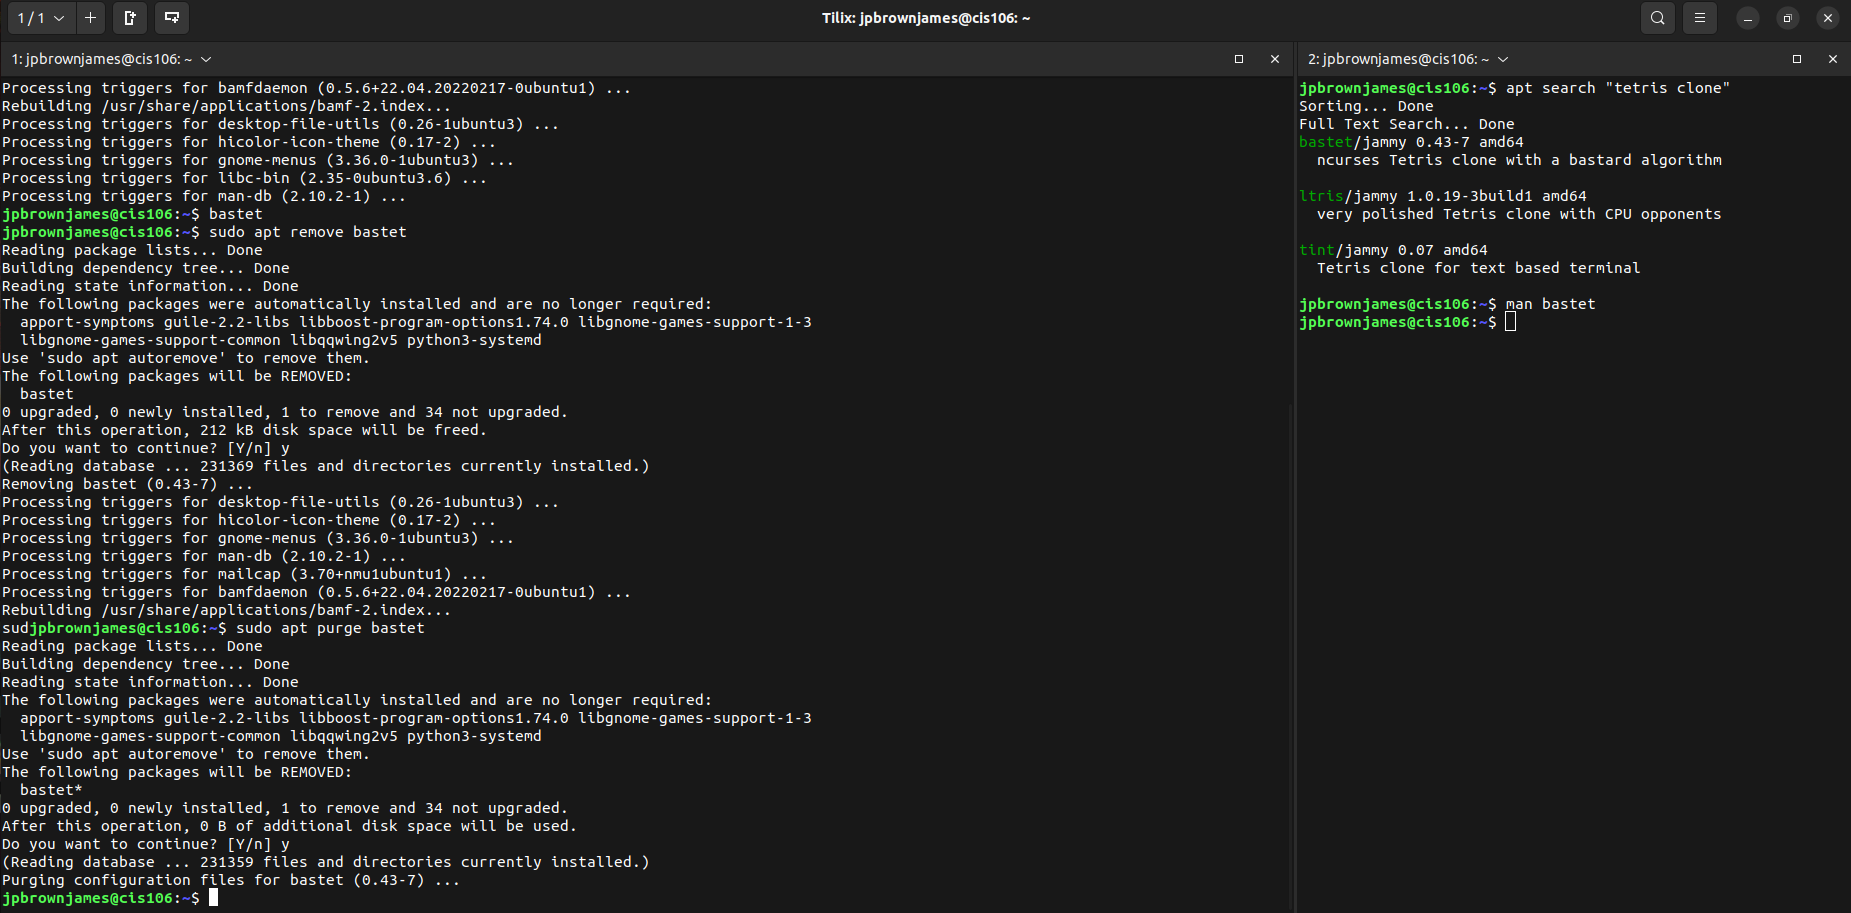 1 / 1
Tilix: jpbrownjames@cis106: ~
1: jpbrownjames@cis106: ~
Processing triggers for bamfdaemon (0.5.6+22.04.20220217-0ubuntu1) ...
Rebuilding /usr/share/applications/bamf-2.index...
Processing triggers for desktop-file-utils (0.26-1ubuntu3) ...
Processing triggers for hicolor-icon-theme (0.17-2) ...
Processing triggers for gnome-menus (3.36.0-1ubuntu3) ...
Processing triggers for libc-bin (2.35-0ubuntu3.6) ...
Processing triggers for man-db (2.10.2-1) ...
jpbrownjames@cis106:~$ bastet
jpbrownjames@cis106:~$ sudo apt remove bastet
Reading package lists... Done
Building dependency tree... Done
Reading state information... Done
The following packages were automatically installed and are no longer required:
  apport-symptoms guile-2.2-libs libboost-program-options1.74.0 libgnome-games-support-1-3
  libgnome-games-support-common libqqwing2v5 python3-systemd
Use 'sudo apt autoremove' to remove them.
The following packages will be REMOVED:
  bastet
0 upgraded, 0 newly installed, 1 to remove and 34 not upgraded.
After this operation, 212 kB disk space will be freed.
Do you want to continue? [Y/n] y
(Reading database ... 231369 files and directories currently installed.)
Removing bastet (0.43-7) ...
Processing triggers for desktop-file-utils (0.26-1ubuntu3) ...
Processing triggers for hicolor-icon-theme (0.17-2) ...
Processing triggers for gnome-menus (3.36.0-1ubuntu3) ...
Processing triggers for man-db (2.10.2-1) ...
Processing triggers for mailcap (3.70+nmu1ubuntu1) ...
Processing triggers for bamfdaemon (0.5.6+22.04.20220217-0ubuntu1) ...
Rebuilding /usr/share/applications/bamf-2.index...
sudjpbrownjames@cis106:~$ sudo apt purge bastet
Reading package lists... Done
Building dependency tree... Done
Reading state information... Done
The following packages were automatically installed and are no longer required:
  apport-symptoms guile-2.2-libs libboost-program-options1.74.0 libgnome-games-support-1-3
  libgnome-games-support-common libqqwing2v5 python3-systemd
Use 'sudo apt autoremove' to remove them.
The following packages will be REMOVED:
  bastet*
0 upgraded, 0 newly installed, 1 to remove and 34 not upgraded.
After this operation, 0 B of additional disk space will be used.
Do you want to continue? [Y/n] y
(Reading database ... 231359 files and directories currently installed.)
Purging configuration files for bastet (0.43-7) ...
jpbrownjames@cis106:~$
2: jpbrownjames@cis106: ~
jpbrownjames@cis106:~$ apt search "tetris clone"
Sorting... Done
Full Text Search... Done
bastet/jammy 0.43-7 amd64
  ncurses Tetris clone with a bastard algorithm
ltris/jammy 1.0.19-3build1 amd64
  very polished Tetris clone with CPU opponents
tint/jammy 0.07 amd64
  Tetris clone for text based terminal
jpbrownjames@cis106:~$ man bastet
jpbrownjames@cis106:~$